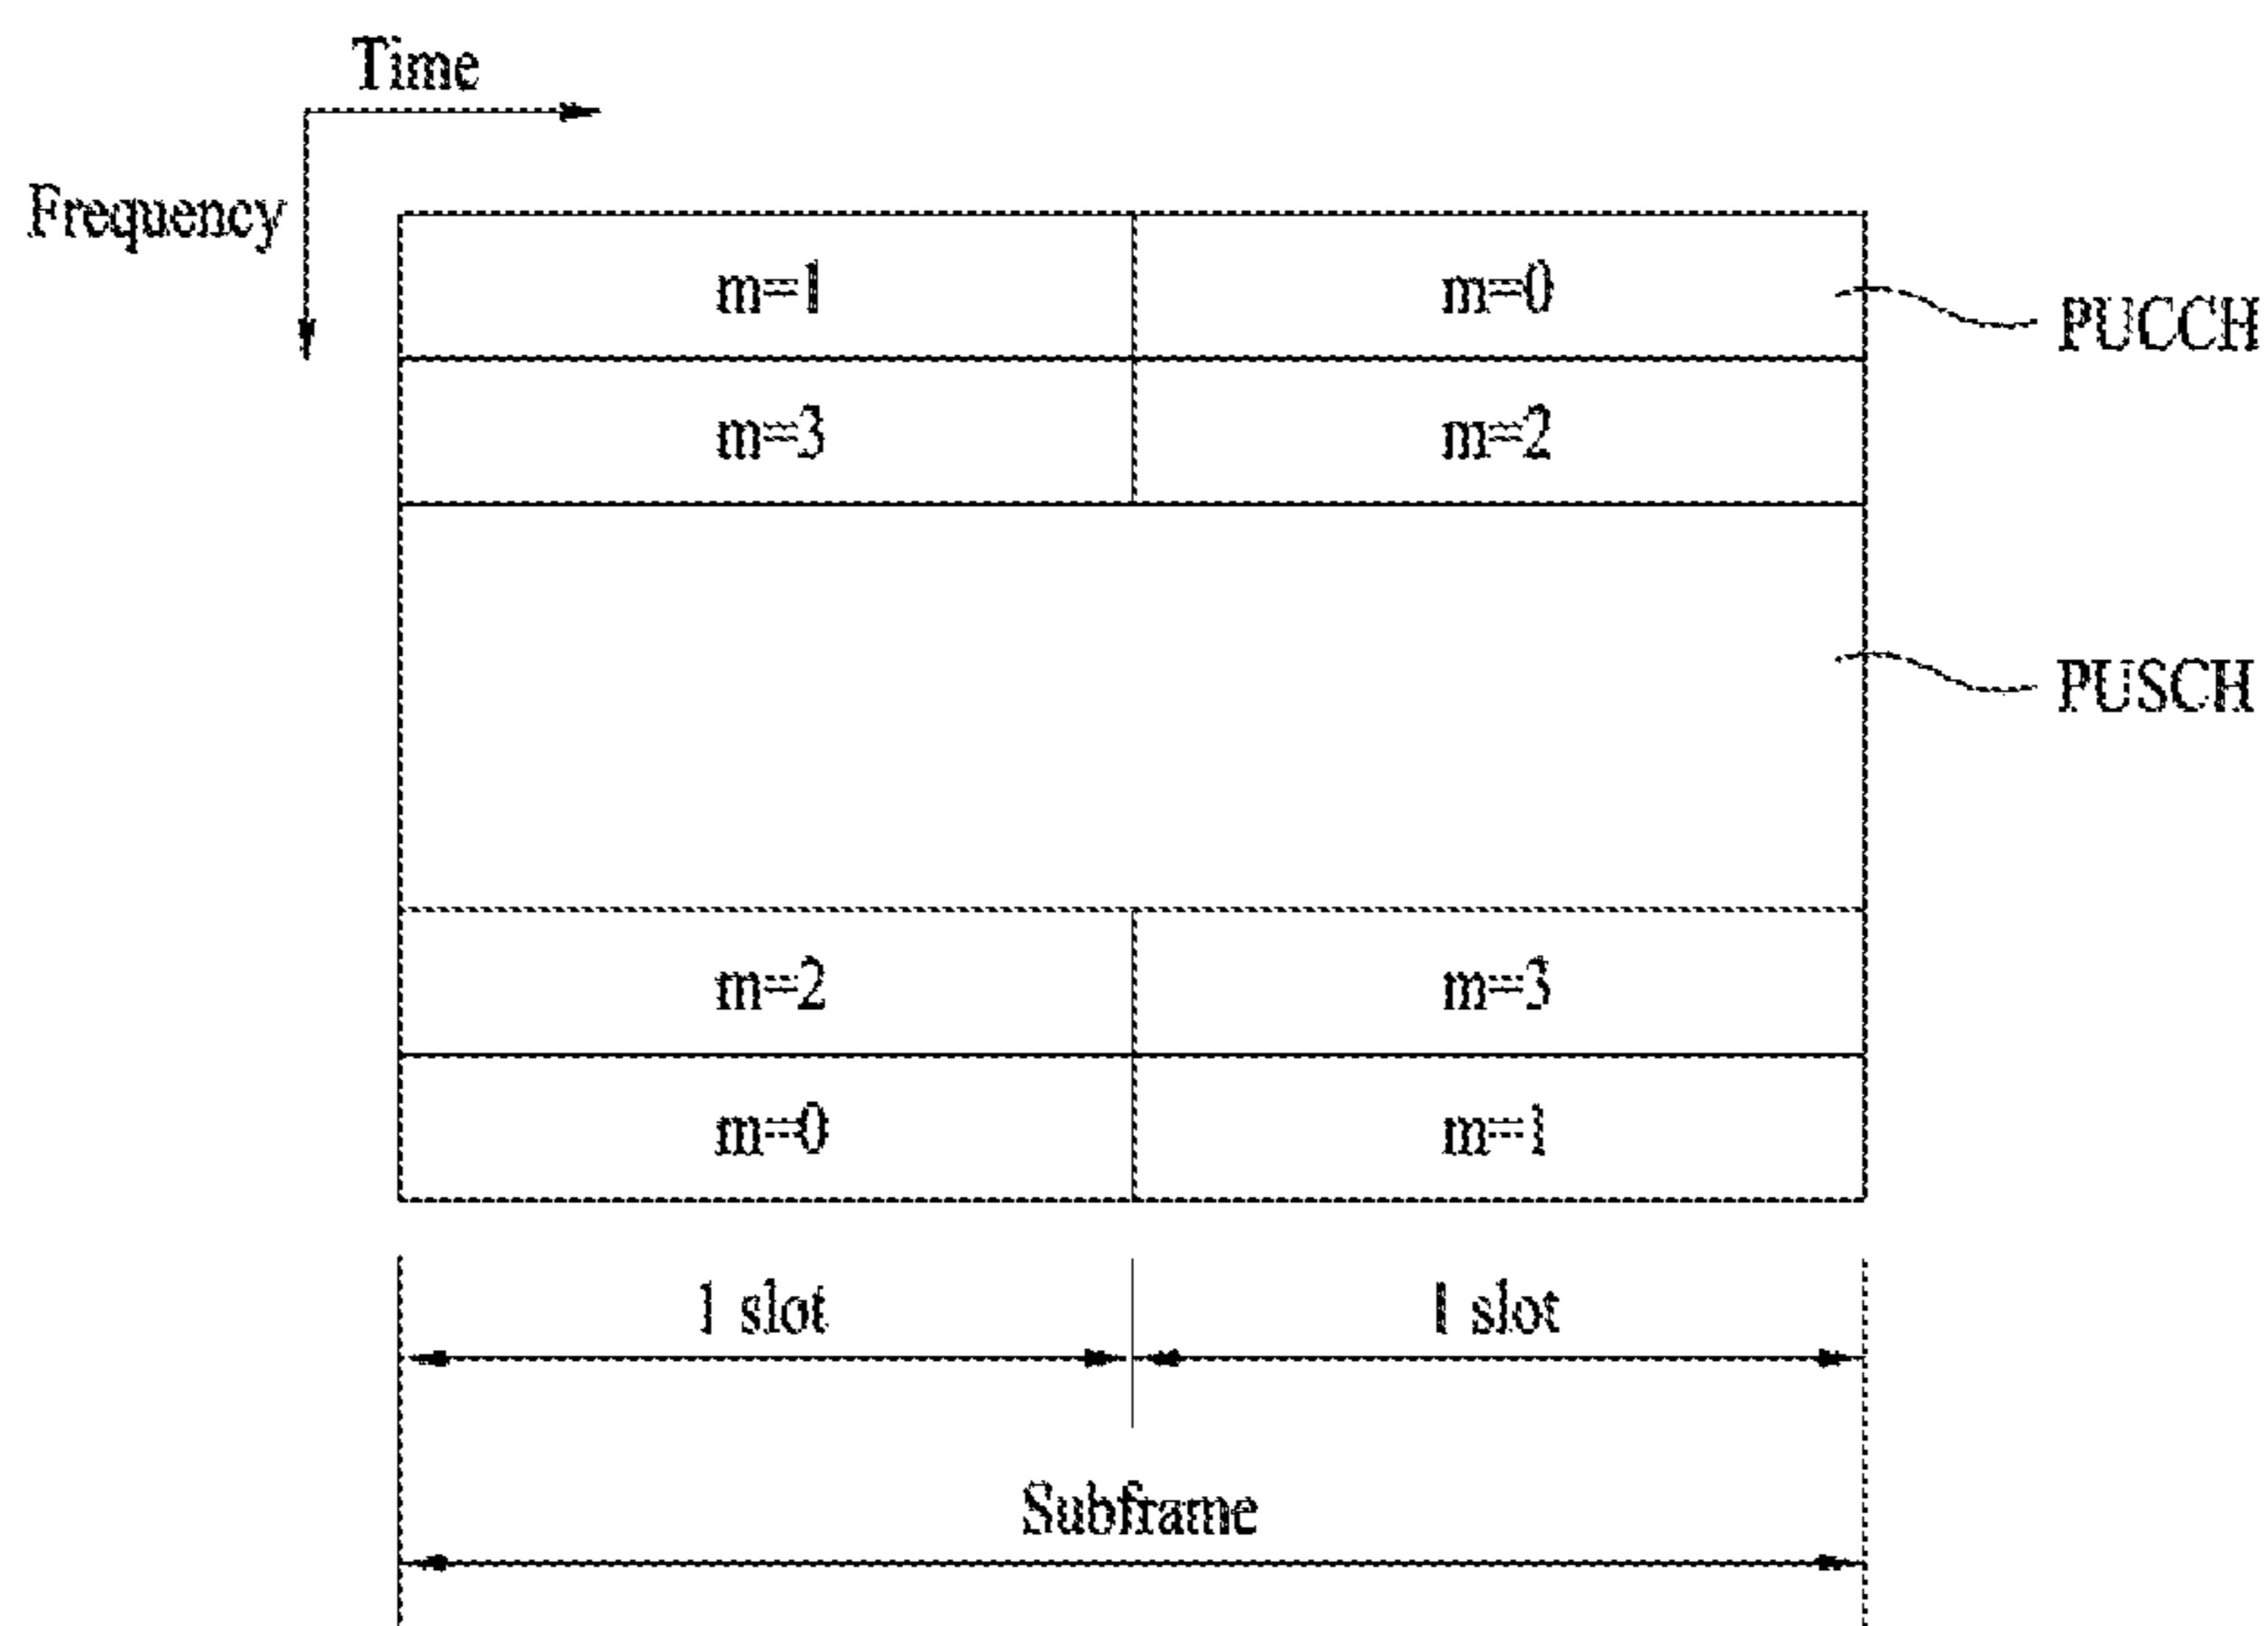 Time
Frequency
m=1 m=0
PUCCH
m=3 m=2
PUSCH
m=2 m=3
m=0 m=1
1 slot 1 slot
Subframe